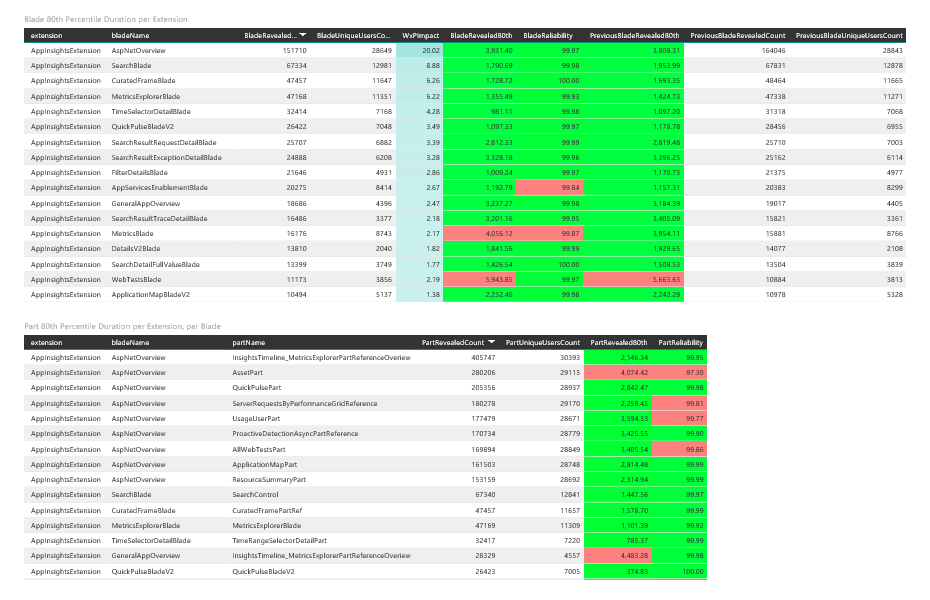 Blade 80th Percentile Duration per Extension
extension bladeName BladeRevealed... BladeUniqueUsersCo... WxPImpact BladeRevealed80th BladeReliability PreviousBladeRevealed80th PreviousBladeRevealedCount PreviousBladeUniqueUsersCount
AppInsightsExtension AspNetOverview 151710 28649 20.02 3,931.40 99.97 3,808.31 164046 28843
AppInsightsExtension SearchBlade 67334 12981 8.88 1,790.69 99.98 1,953.99 67831 12878
AppInsightsExtension CuratedFrameBlade 47457 11647 6.26 1,728.72 100.00 1,693.35 48464 11665
AppInsightsExtension MetricsExplorerBlade 47168 11351 6.22 1,355.49 99.93 1,424.73 47338 11271
AppInsightsExtension TimeSelectorDetailBlade 32414 7168 4.28 981.11 99.98 1,097.20 31318 7068
AppInsightsExtension QuickPulseBladeV2 26422 7048 3.49 1,097.33 99.97 1,178.78 28456 6955
AppInsightsExtension SearchResultRequestDetailBlade 25707 6882 3.39 2,812.33 99.99 2,819.48 25710 7003
AppInsightsExtension SearchResultExceptionDetailBlade 24888 6208 3.28 3,328.18 99.96 3,396.25 25162 6114
AppInsightsExtension FilterDetailsBlade 21646 4931 2.86 1,009.24 99.97 1,170.73 21375 4977
AppInsightsExtension AppServicesEnablementBlade 20275 8414 2.67 1,192.79 99.84 1,157.31 20383 8299
AppInsightsExtension GeneralAppOverview 18686 4396 2.47 3,237.27 99.98 3,184.39 19017 4405
AppInsightsExtension SearchResultTraceDetailBlade 16486 3377 2.18 3,201.16 99.95 3,405.09 15821 3361
AppInsightsExtension MetricsBlade 16176 8743 2.17 4,056.12 99.87 3,954.11 15881 8766
AppInsightsExtension DetailsV2Blade 13810 2040 1.82 1,841.56 99.99 1,929.65 14077 2108
AppInsightsExtension SearchDetailFullValueBlade 13399 3749 1.77 1,426.54 100.00 1,508.53 13504 3839
AppInsightsExtension WebTestsBlade 11173 3856 2.19 5,943.85 99.97 5,663.63 10884 3813
AppInsightsExtension ApplicationMapBladeV2 10494 5137 1.38 2,232.46 99.98 2,242.29 10978 5328
Part 80th Percentile Duration per Extension, per Blade
extension bladeName partName PartRevealedCount PartUniqueUsersCount PartRevealed80th PartReliability
AppInsightsExtension AspNetOverview InsightsTimeline_MetricsExplorerPartReferenceOveriew 405747 30393 2,146.34 99.95
AppInsightsExtension AspNetOverview AssetPart 280206 29115 4,074.42 97.30
AppInsightsExtension AspNetOverview QuickPulsePart 205356 28937 2,842.47 99.98
AppInsightsExtension AspNetOverview ServerRequestsByPerformanceGridReference 180278 29170 2,259.45 99.81
AppInsightsExtension AspNetOverview UsageUserPart 177479 28671 3,594.53 99.77
AppInsightsExtension AspNetOverview ProactiveDetectionAsyncPartReference 170734 28779 3,425.55 99.90
AppInsightsExtension AspNetOverview AllWebTestsPart 169894 28849 3,405.54 99.86
AppInsightsExtension AspNetOverview ApplicationMapPart 161503 28748 2,814.48 99.99
AppInsightsExtension AspNetOverview ResourceSummaryPart 153159 28692 2,314.94 99.99
AppInsightsExtension SearchBlade SearchControl 67340 12841 1,447.56 99.97
AppInsightsExtension CuratedFrameBlade CuratedFramePartRef 47457 11657 1,578.70 99.99
AppInsightsExtension MetricsExplorerBlade MetricsExplorerBlade 47169 11309 1,101.39 99.92
AppInsightsExtension TimeSelectorDetailBlade TimeRangeSelectorDetailPart 32417 7220 785.37 99.99
AppInsightsExtension GeneralAppOverview InsightsTimeline_MetricsExplorerPartReferenceOveriew 28329 4557 4,483.28 99.98
AppInsightsExtension QuickPulseBladeV2 QuickPulseBladeV2 26423 7005 374.83 100.00